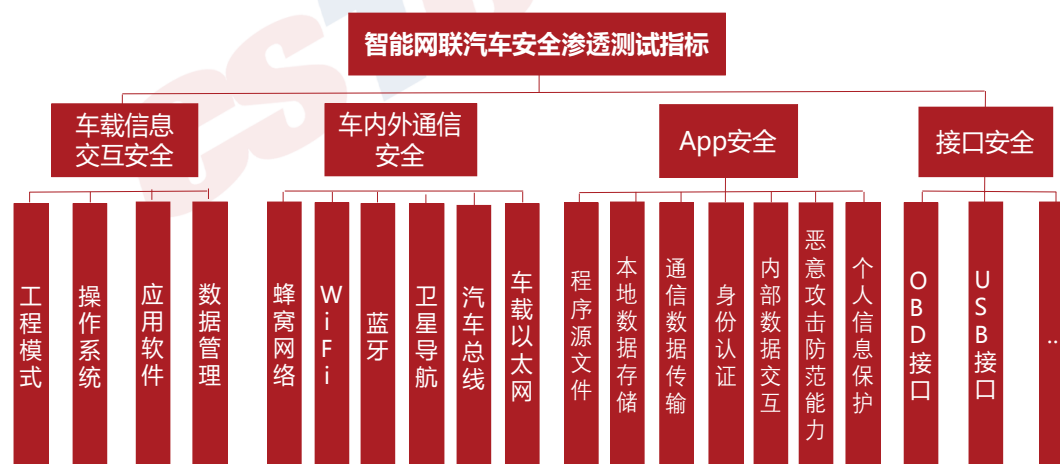 智能网联汽车安全渗透测试指标
车载信息
交互安全
车内外通信
安全
App安全
接口安全
工程模式
操作系统
应用软件
数据管理
蜂窝网络
WiFi
蓝牙
卫星导航
汽车总线
车载以太网
程序源文件
本地数据存储
通信数据传输
身份认证
内部数据交互
恶意攻击防范能力
个人信息保护
OBD接口
USB接口
..